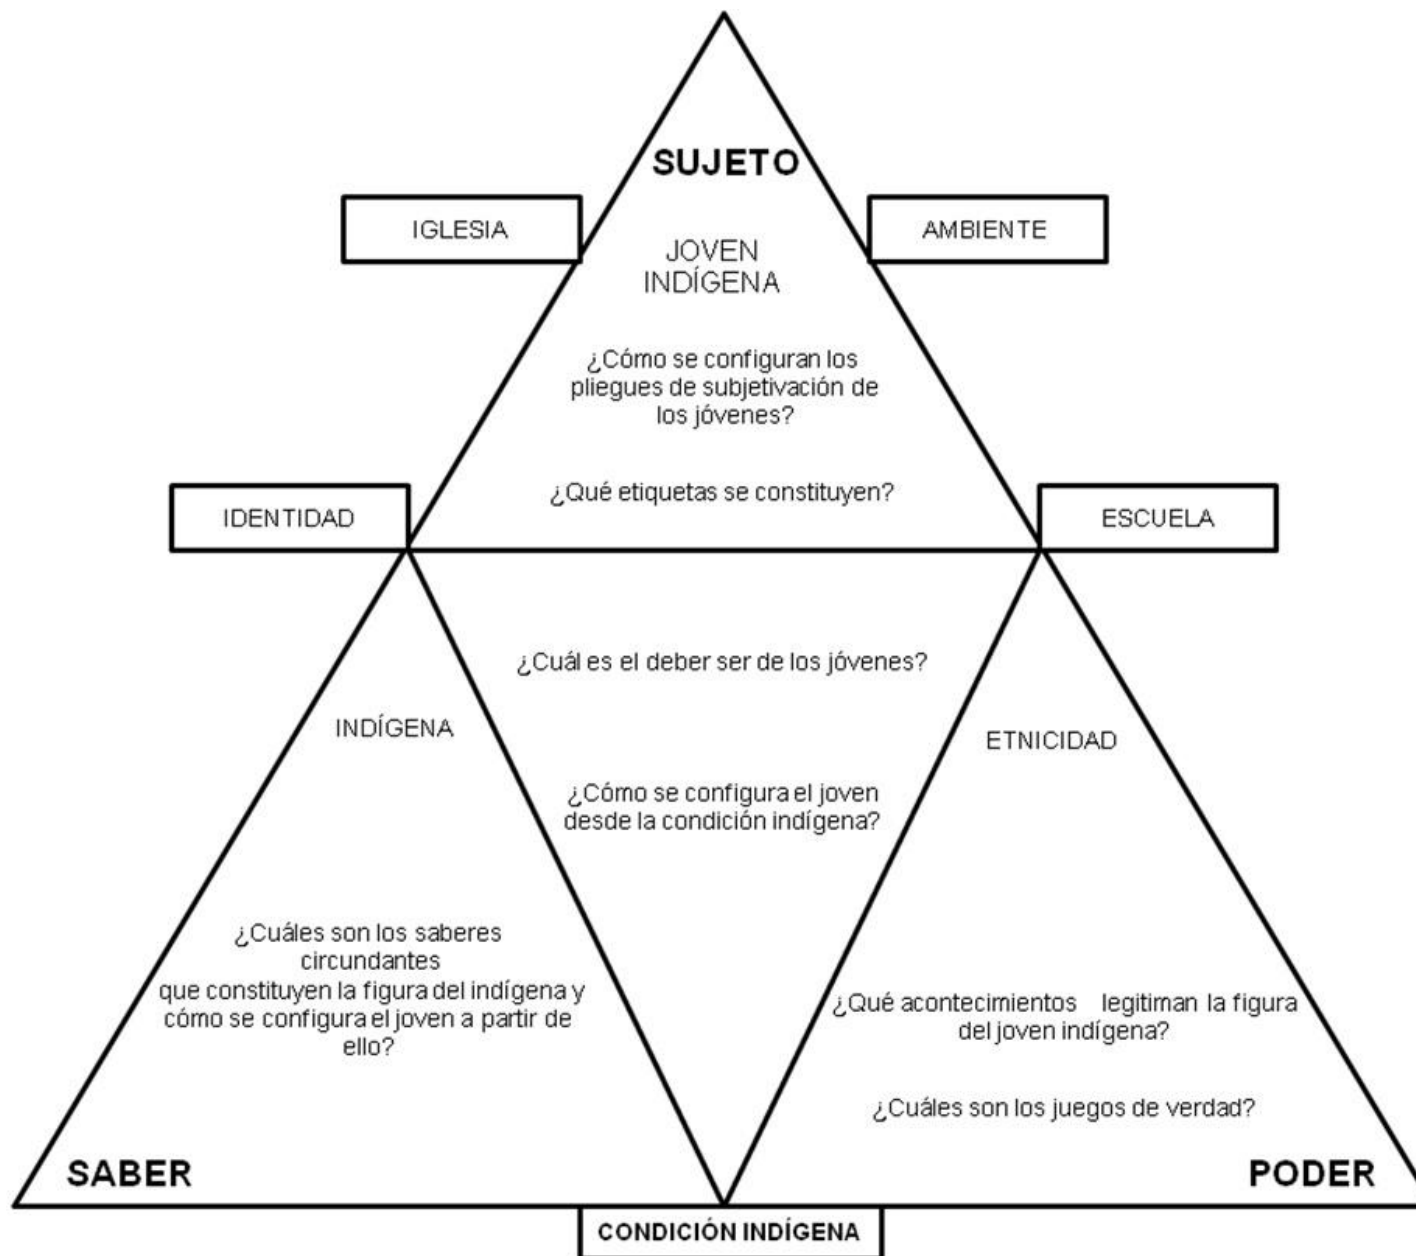 SUJETO
IGLESIA
AMBIENTE
JOVEN
INDÍGENA
¿Cómo se configuran los
pliegues de subjetivación de
los jóvenes?
¿Qué etiquetas se constituyen?
IDENTIDAD
ESCUELA
¿Cuál es el deber ser de los jóvenes?
INDÍGENA
ETNICIDAD
¿Cómo se configura el joven
desde la condición indígena?
¿Cuáles son los saberes
circundantes
que constituyen la figura del indígena y
cómo se configura el joven a partir de
ello?
¿Qué acontecimientos legitiman la figura
del joven indígena?
¿Cuáles son los juegos de verdad?
SABER
PODER
CONDICIÓN INDÍGENA